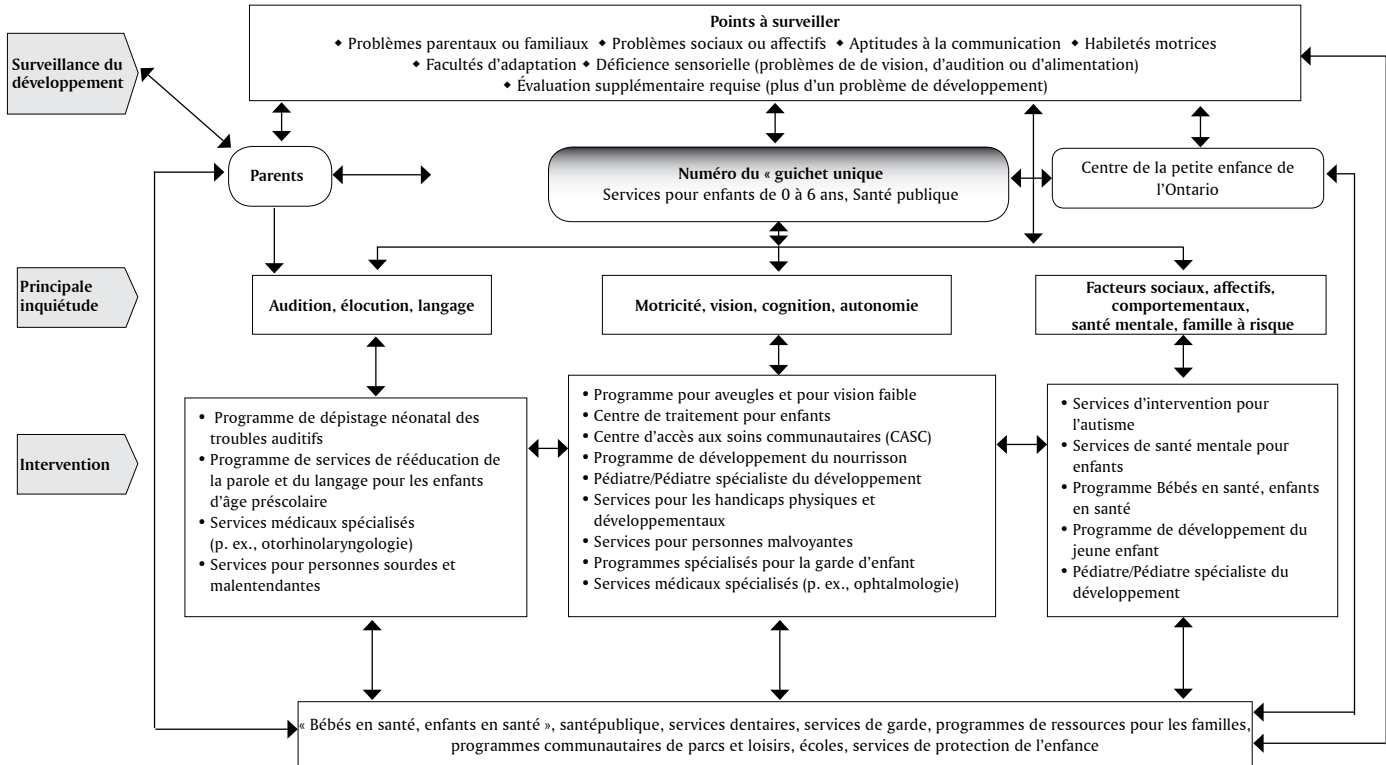 Points à surveiller
◆ Problèmes parentaux ou familiaux ◆ Problèmes sociaux ou affectifs ◆ Aptitudes à la communication ◆ Habiletés motrices
◆ Facultés d'adaptation ◆ Déficience sensorielle (problèmes de de vision, d'audition ou d'alimentation)
◆ Évaluation supplémentaire requise (plus d'un problème de développement)
Surveillance du
développement
Parents
Numéro du « guichet unique
Services pour enfants de 0 à 6 ans, Santé publique
Centre de la petite enfance de
l'Ontario
Principale
inquiétude
Audition, élocution, langage
Motricité, vision, cognition, autonomie
Facteurs sociaux, affectifs,
comportementaux,
santé mentale, famille à risque
Intervention
• Programme de dépistage néonatal des
troubles auditifs
• Programme de services de rééducation de
la parole et du langage pour les enfants
d'âge préscolaire
• Services médicaux spécialisés
(p. ex., otorhinolaryngologie)
• Services pour personnes sourdes et
malentendantes
• Programme pour aveugles et pour vision faible
• Centre de traitement pour enfants
• Centre d'accès aux soins communautaires (CASC)
• Programme de développement du nourrisson
• Pédiatre/Pédiatre spécialiste du développement
• Services pour les handicaps physiques et
développementaux
• Services pour personnes malvoyantes
• Programmes spécialisés pour la garde d'enfant
• Services médicaux spécialisés (p. ex., ophtalmologie)
• Services d'intervention pour
l'autisme
• Services de santé mentale pour
enfants
• Programme Bébés en santé, enfants
en santé
• Programme de développement du
jeune enfant
• Pédiatre/Pédiatre spécialiste du
développement
« Bébés en santé, enfants en santé », santépublique, services dentaires, services de garde, programmes de ressources pour les familles,
programmes communautaires de parcs et loisirs, écoles, services de protection de l'enfance